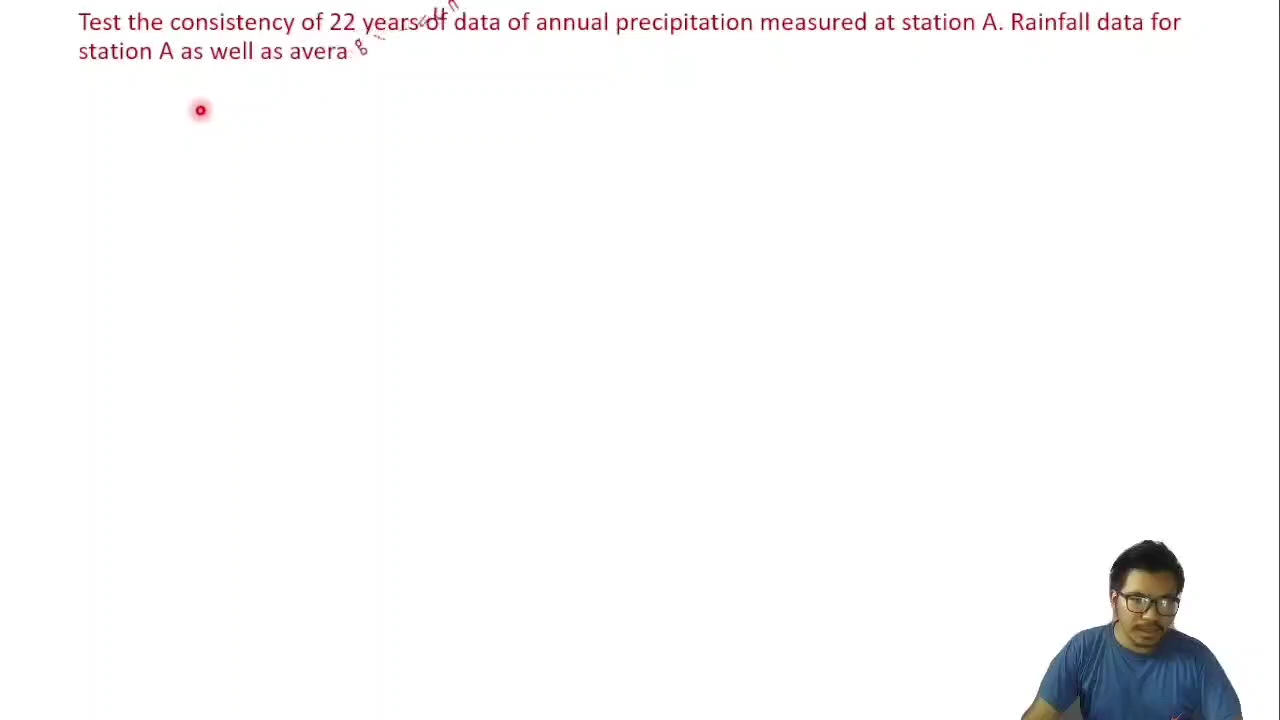 Test the consistency of 22 years of data of annual precipitation measured at station A. Rainfall data for
station A as well as avera